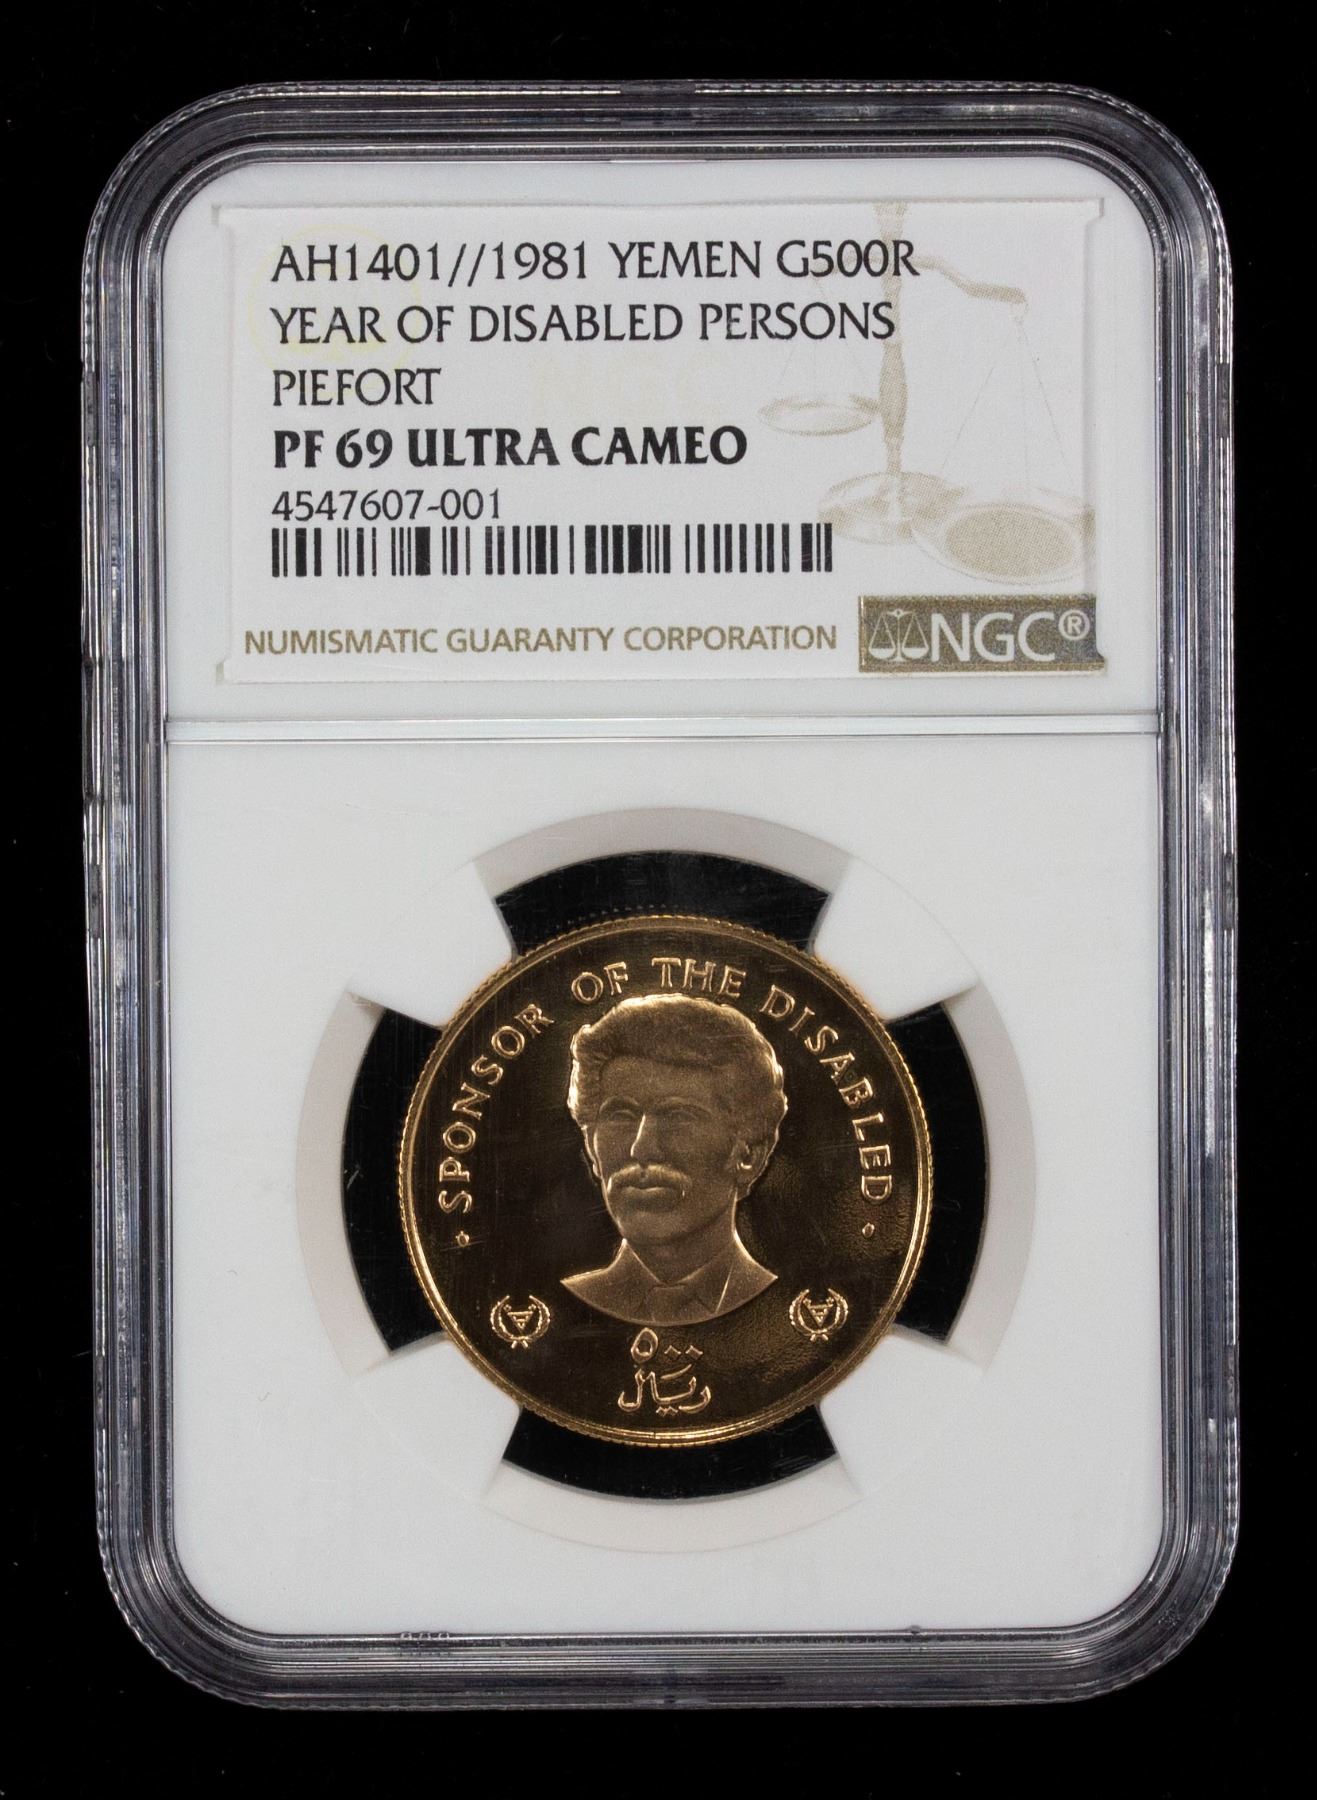 AH1401//1981 YEMEN G500R
YEAR OF DISABLED PERSONS
PIEFORT
PF 69 ULTRA CAMEO
4547607-001
NUMISMATIC GUARANTY CORPORATION
NGC®
• SPONSOR OF THE DISABLED •
٥٠٠
ريال